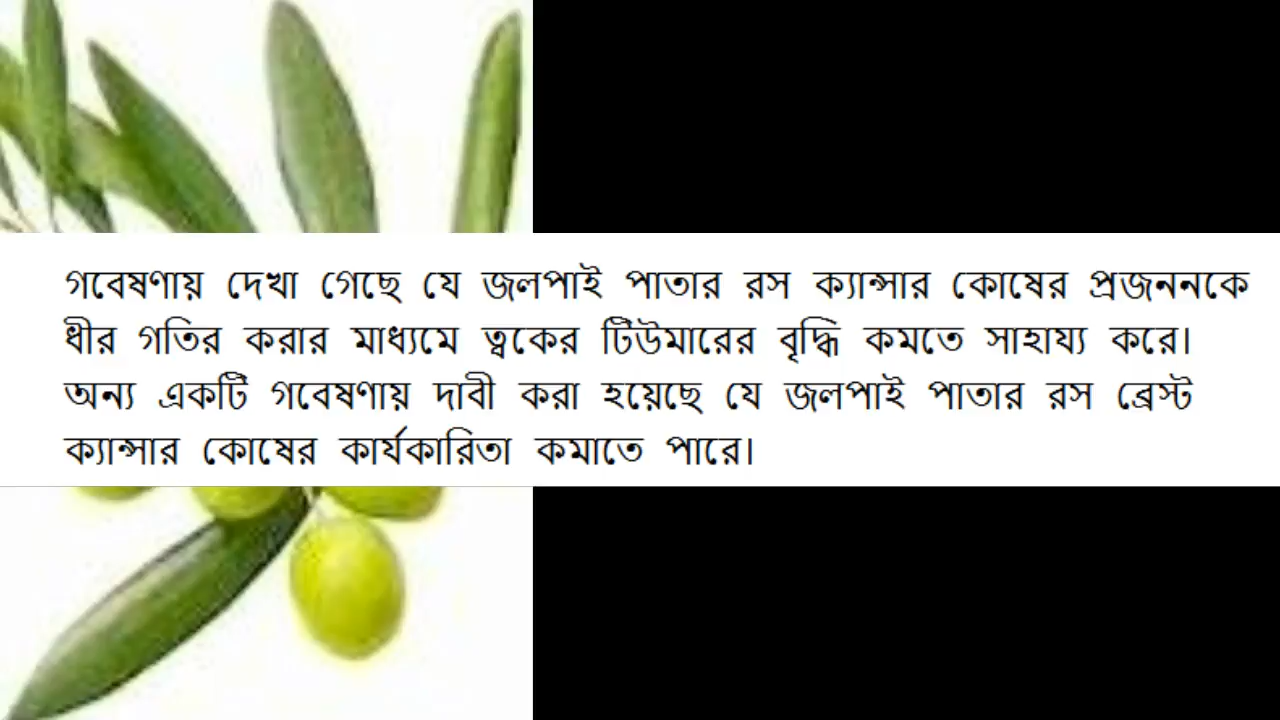 গবেষণায় দেখা গেছে যে জলপাই পাতার রস ক্যান্সার কোষের প্রজননকে
ধীর গতির করার মাধ্যমে ত্বকের টিউমারের বৃদ্ধি কমতে সাহায্য করে।
অন্য একটি গবেষণায় দাবী করা হয়েছে যে জলপাই পাতার রস ব্রেস্ট
ক্যান্সার কোষের কার্যকারিতা কমাতে পারে।